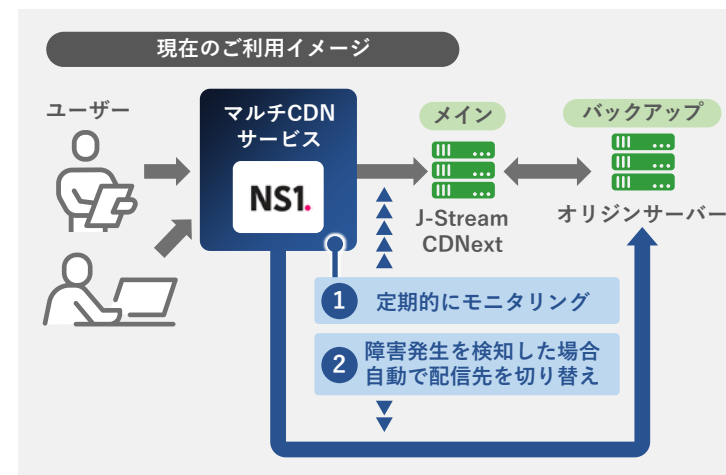 現在のご利用イメージ
ユーザー
マルチCDN
サービス
NS1.
メイン
J-Stream
CDNext
バックアップ
オリジンサーバー
1 定期的にモニタリング
2 障害発生を検知した場合
自動で配信先を切り替え